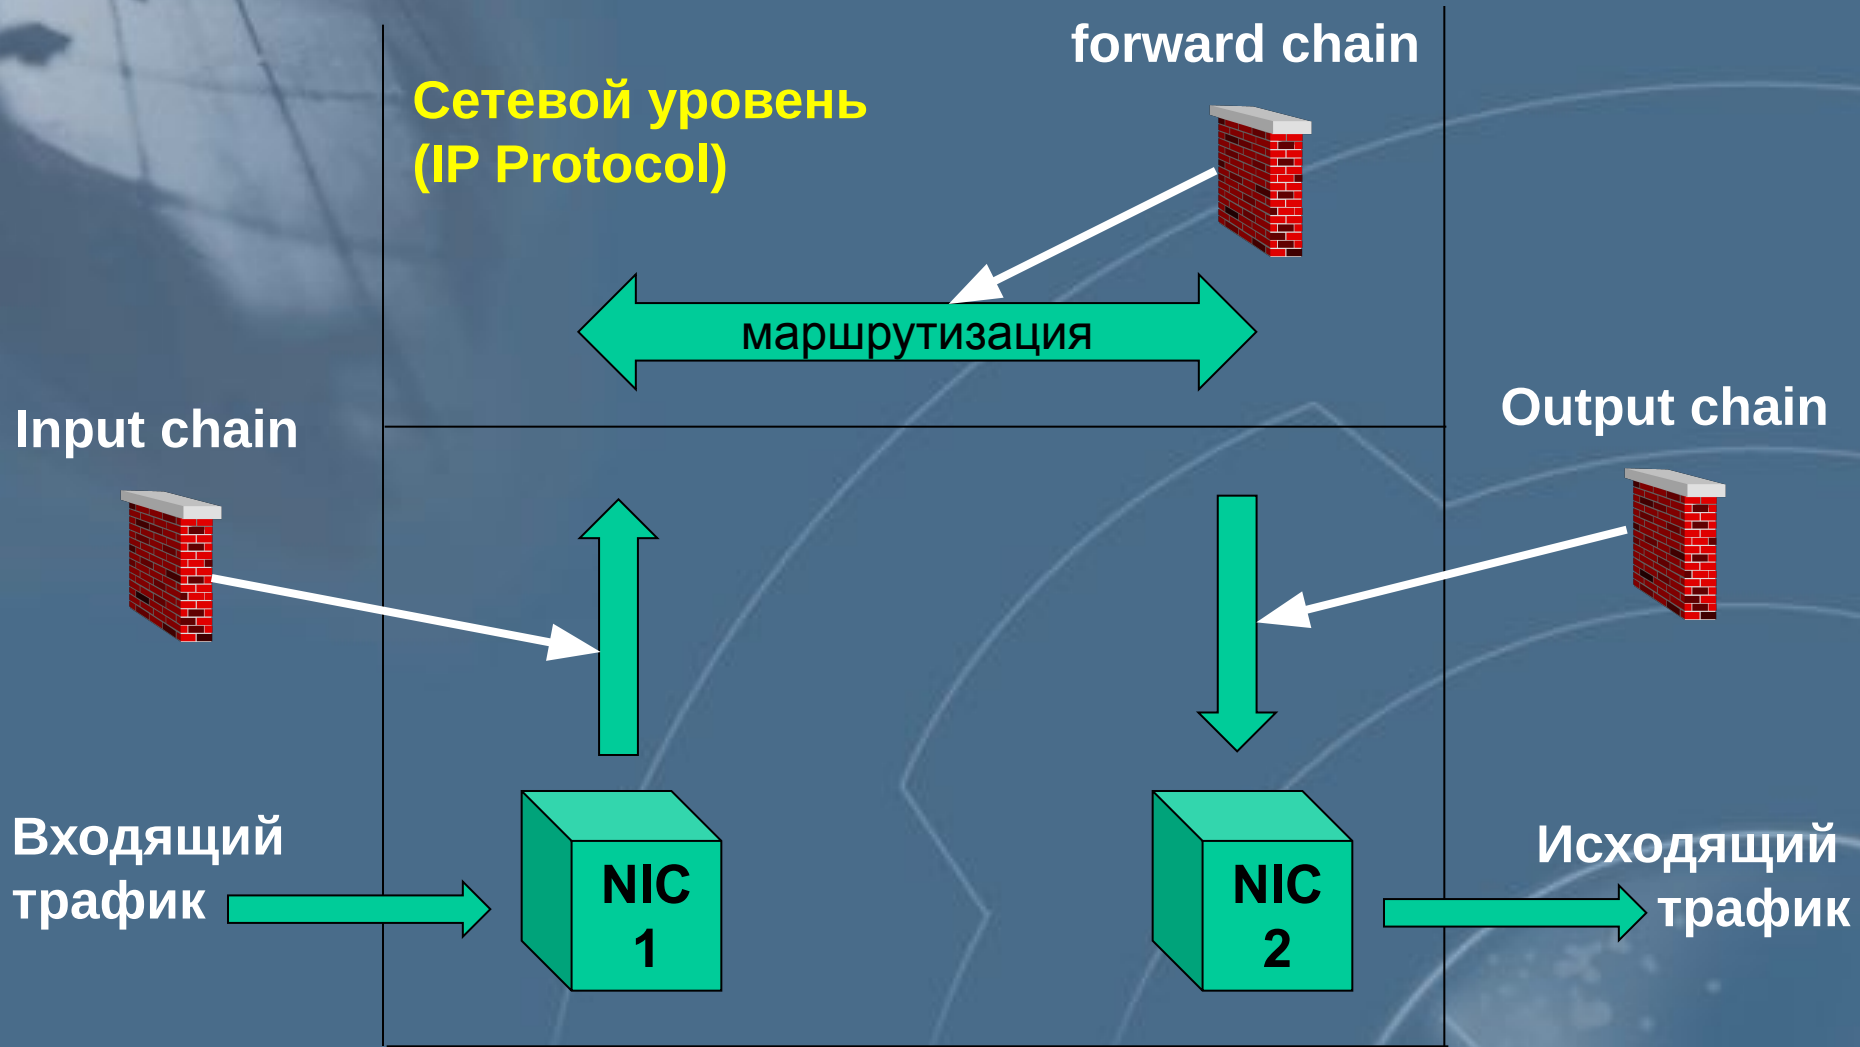 forward chain
Сетевой уровень
(IP Protocol)
маршрутизация
Input chain
Output chain
Входящий
трафик
NIC
1
NIC
2
Исходящий
трафик